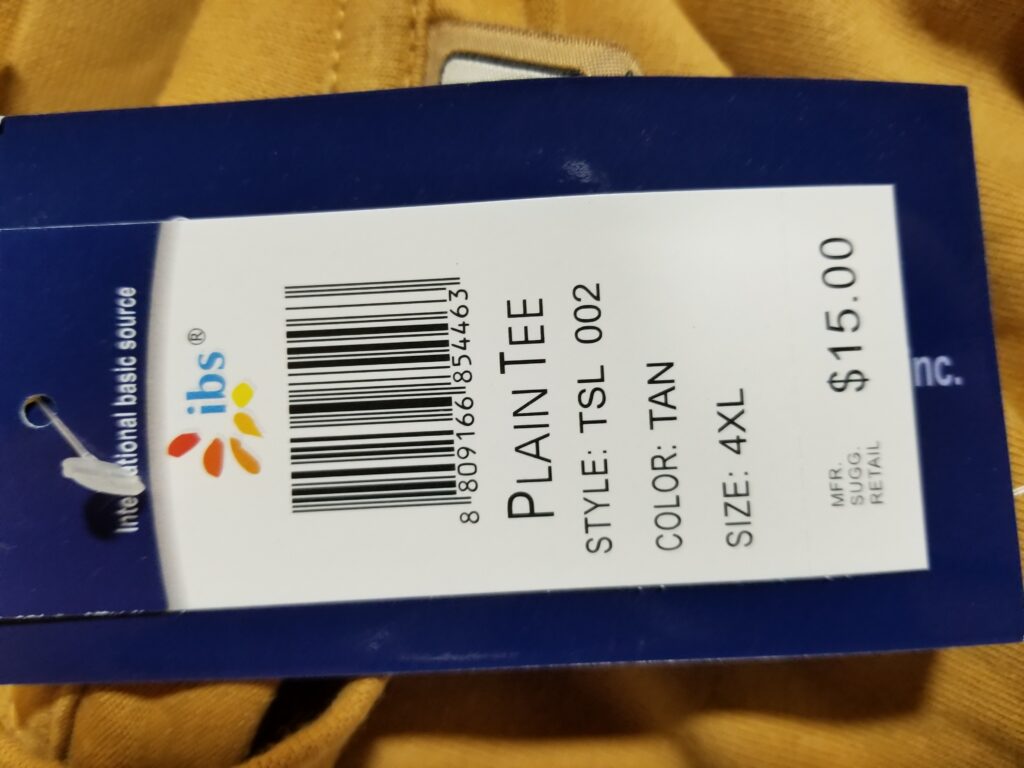 International basic source
ibs®
8 809166 854463
PLAIN TEE
STYLE: TSL 002
COLOR: TAN
SIZE: 4XL
MFR.
SUGG.
RETAIL
$15.00
nc.